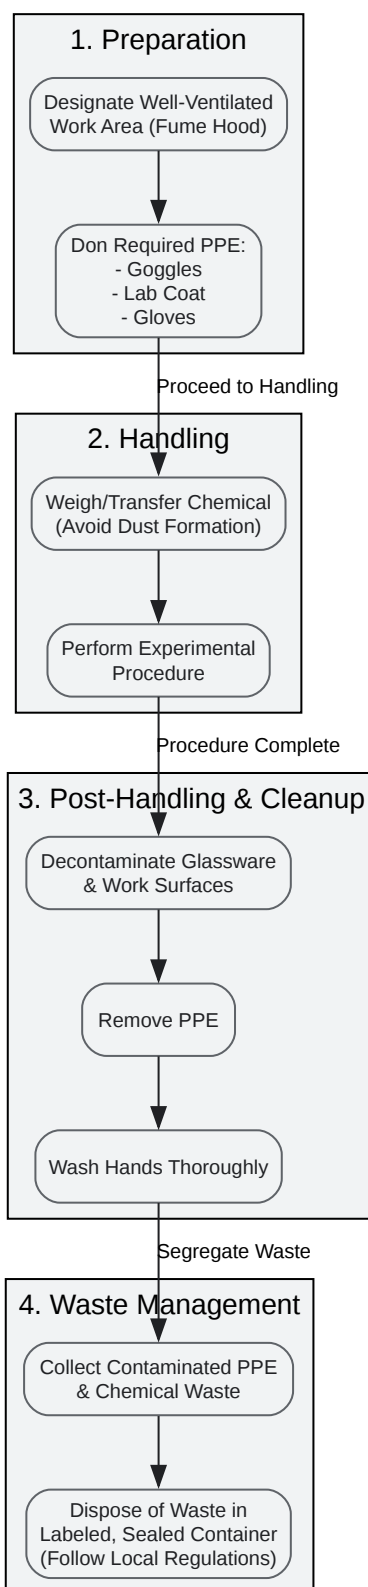 1. Preparation
Designate Well-Ventilated
Work Area (Fume Hood)
Don Required PPE:
- Goggles
- Lab Coat
- Gloves
Proceed to Handling
2. Handling
Weigh/Transfer Chemical
(Avoid Dust Formation)
Perform Experimental
Procedure
Procedure Complete
3. Post-Handling & Cleanup
Decontaminate Glassware
& Work Surfaces
Remove PPE
Wash Hands Thoroughly
Segregate Waste
4. Waste Management
Collect Contaminated PPE
& Chemical Waste
Dispose of Waste in
Labeled, Sealed Container
(Follow Local Regulations)